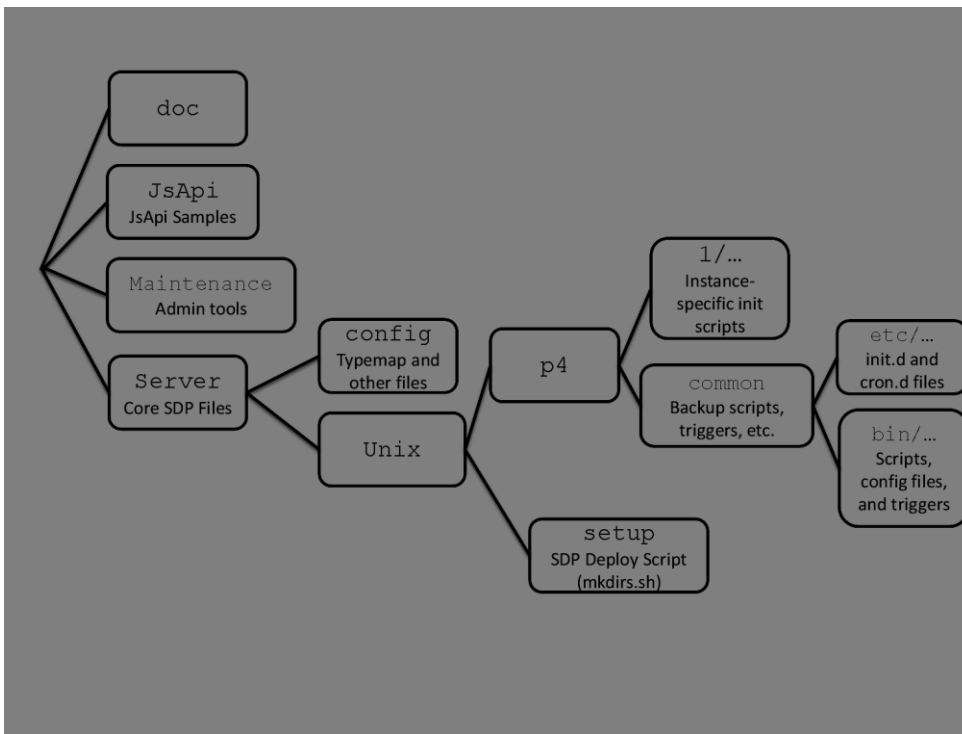 doc
JsApi
JsApi Samples
Maintenance
Admin tools
Server
Core SDP Files
config
Typemap and
other files
Unix
p4
setup
SDP Deploy Script
(mkdirs.sh)
1/…
Instance-
specific init
scripts
common
Backup scripts,
triggers, etc.
etc/…
init.d and
cron.d files
bin/…
Scripts,
config files,
and triggers